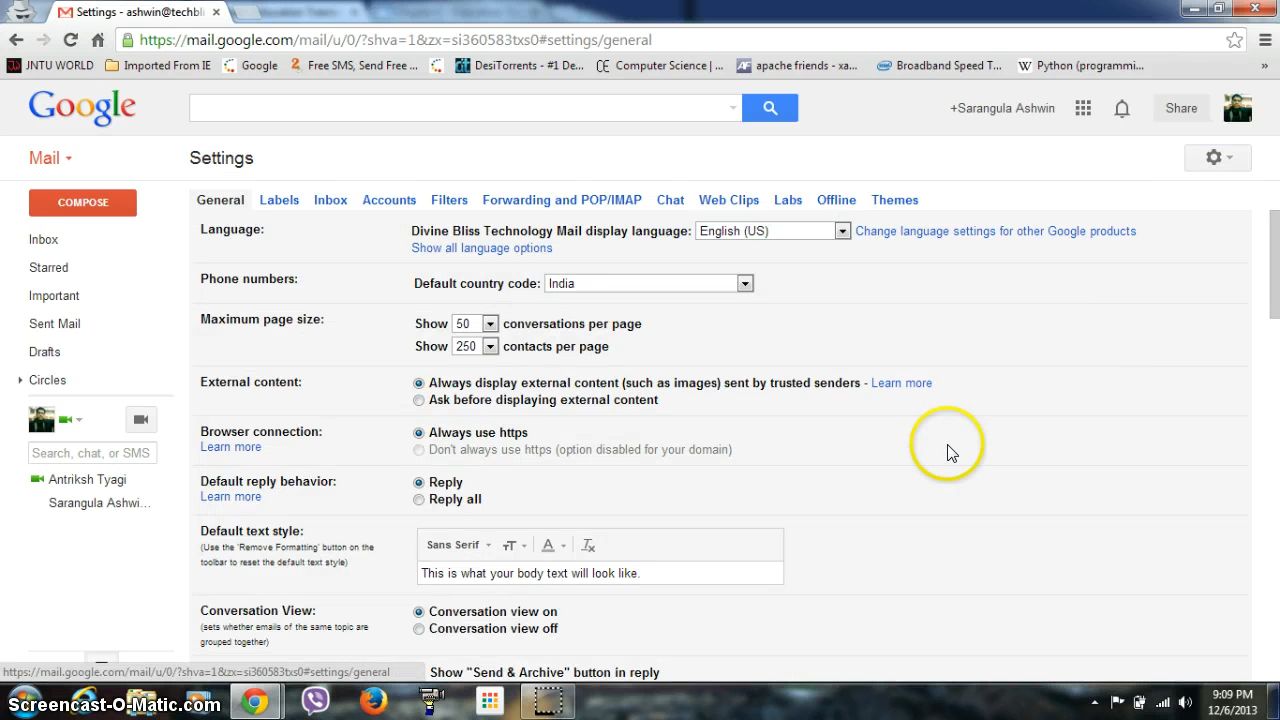 Settings - ashwin@techbli
https://mail.google.com/mail/u/0/?shva=1&zx=si360583txs0#settings/general
JNTU WORLD
Imported From IE
Google
Free SMS, Send Free ...
DesiTorrents - #1 De...
Computer Science | ...
apache friends - xa...
Broadband Speed T...
Python (programmi...
»
Google
+Sarangula Ashwin
Share
Mail
Settings
COMPOSE
General
Labels
Inbox
Accounts
Filters
Forwarding and POP/IMAP
Chat
Web Clips
Labs
Offline
Themes
Inbox
Starred
Important
Sent Mail
Drafts
Circles
Search, chat, or SMS
Antriksh Tyagi
Sarangula Ashwi...
Language:
Divine Bliss Technology Mail display language: English (US) Change language settings for other Google products
Show all language options
Phone numbers:
Default country code: India
Maximum page size:
Show 50 conversations per page
Show 250 contacts per page
External content:
Always display external content (such as images) sent by trusted senders - Learn more
Ask before displaying external content
Browser connection:
Learn more
Always use https
Don't always use https (option disabled for your domain)
Default reply behavior:
Learn more
Reply
Reply all
Default text style:
(Use the 'Remove Formatting' button on the
toolbar to reset the default text style)
Sans Serif
This is what your body text will look like.
Conversation View:
(sets whether emails of the same topic are
grouped together)
Conversation view on
Conversation view off
Show "Send & Archive" button in reply
https://mail.google.com/mail/u/0/?shva=1&zx=si360583txs0#settings/general
Screencast-O-Matic.com
9:09 PM
12/6/2013